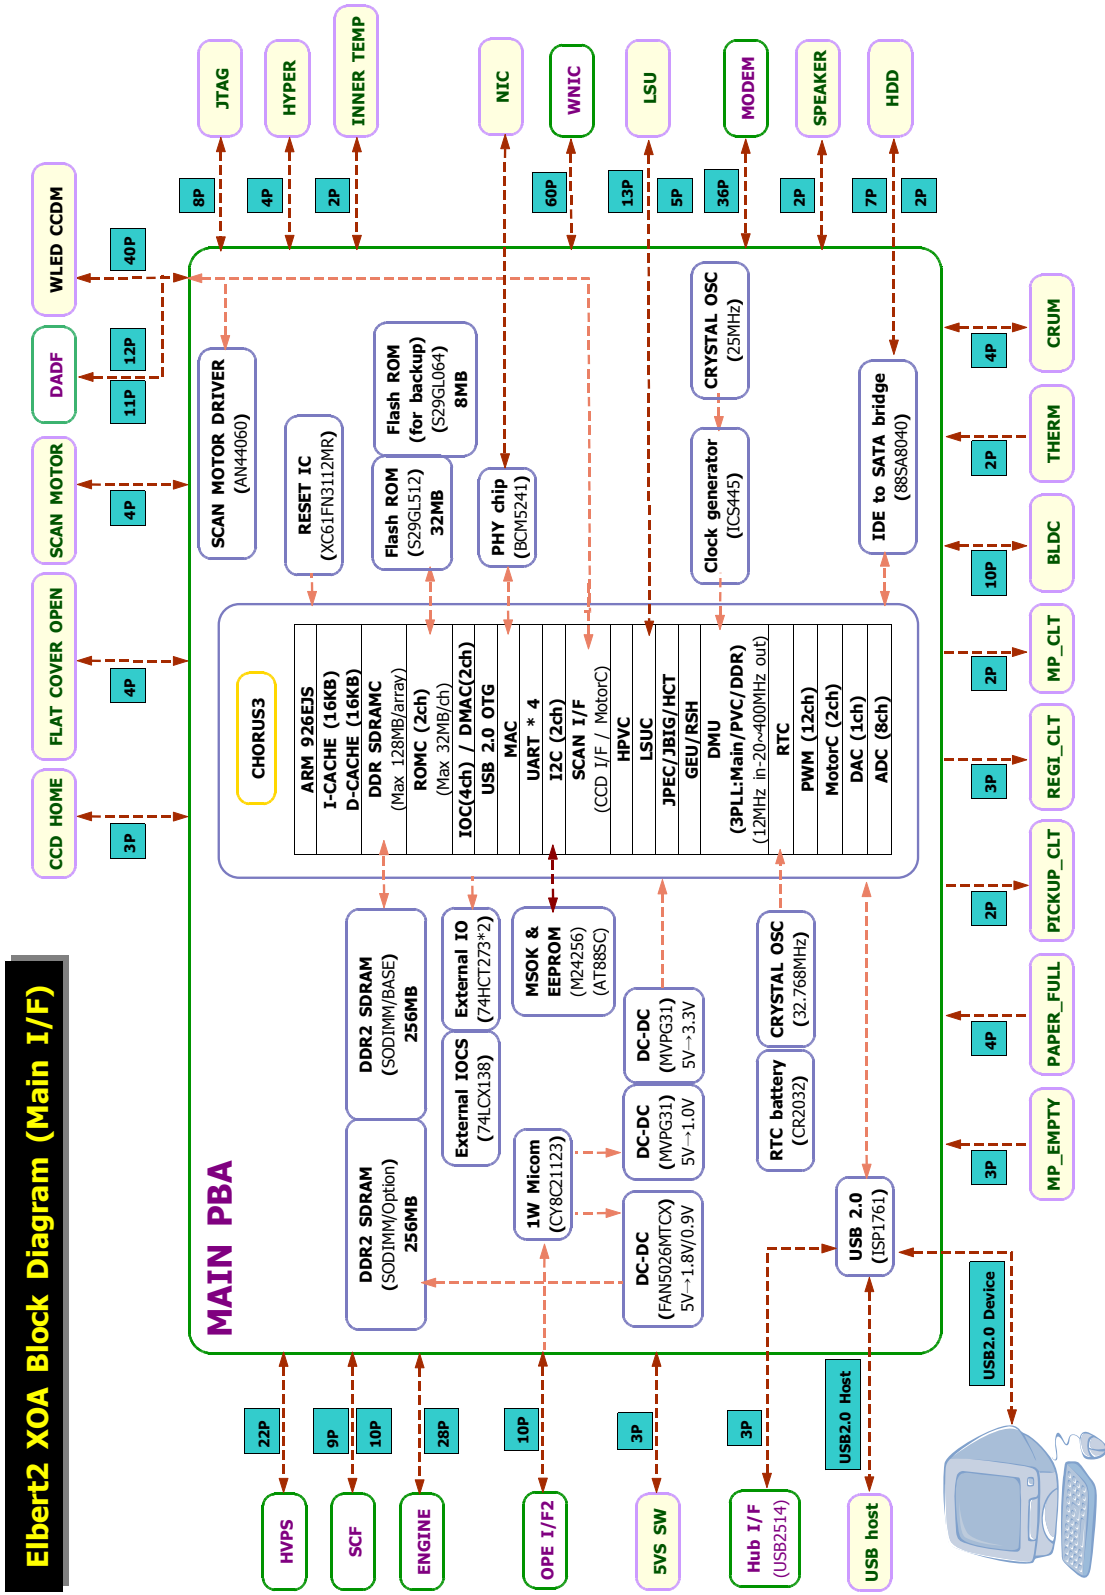 Elbert2 XOA Block Diagram (Main I/F)
CCD HOME
3P
FLAT COVER OPEN
4P
SCAN MOTOR
4P
DADF
11P
12P
WLED CCDM
40P
MAIN PBA
HVPS
22P
SCF
9P
10P
ENGINE
28P
OPE I/F2
10P
5VS SW
3P
Hub I/F
(USB2514)
3P
USB host
USB2.0 Host
USB2.0 Device
DDR2 SDRAM
(SODIMM/Option)
256MB
DDR2 SDRAM
(SODIMM/BASE)
256MB
External IOCS
(74LCX138)
External IO
(74HCT273*2)
1W Micom
(CY8C21123)
MSOK &
EEPROM
(M24256)
(AT88SC)
DC-DC
(FAN5026MTCX)
5V→1.8V/0.9V
DC-DC
(MVPG31)
5V→1.0V
DC-DC
(MVPG31)
5V→3.3V
RTC battery
(CR2032)
CRYSTAL OSC
(32.768MHz)
USB 2.0
(ISP1761)
CHORUS3
ARM 926EJS
I-CACHE (16KB)
D-CACHE (16KB)
DDR SDRAMC
(Max 128MB/array)
ROMC (2ch)
(Max 32MB/ch)
IOC(4ch) / DMAC(2ch)
USB 2.0 OTG
MAC
UART * 4
I2C (2ch)
SCAN I/F
(CCD I/F / MotorC)
HPVC
LSUC
JPEC/JBIG/HCT
GEU/RSH
DMU
(3PLL:Main/PVC/DDR)
(12MHz in-20~400MHz out)
RTC
PWM (12ch)
MotorC (2ch)
DAC (1ch)
ADC (8ch)
SCAN MOTOR DRIVER
(AN44060)
RESET IC
(XC61FN3112MR)
Flash ROM
(S29GL512)
32MB
Flash ROM
(for backup)
(S29GL064)
8MB
PHY chip
(BCM5241)
Clock generator
(ICS445)
CRYSTAL OSC
(25MHz)
IDE to SATA bridge
(88SA8040)
JTAG
8P
HYPER
4P
INNER TEMP
2P
NIC
WNIC
60P
LSU
13P
5P
MODEM
36P
SPEAKER
2P
HDD
7P
2P
MP_EMPTY
3P
PAPER_FULL
4P
PICKUP_CLT
2P
REGI_CLT
3P
MP_CLT
2P
BLDC
10P
THERM
2P
CRUM
4P